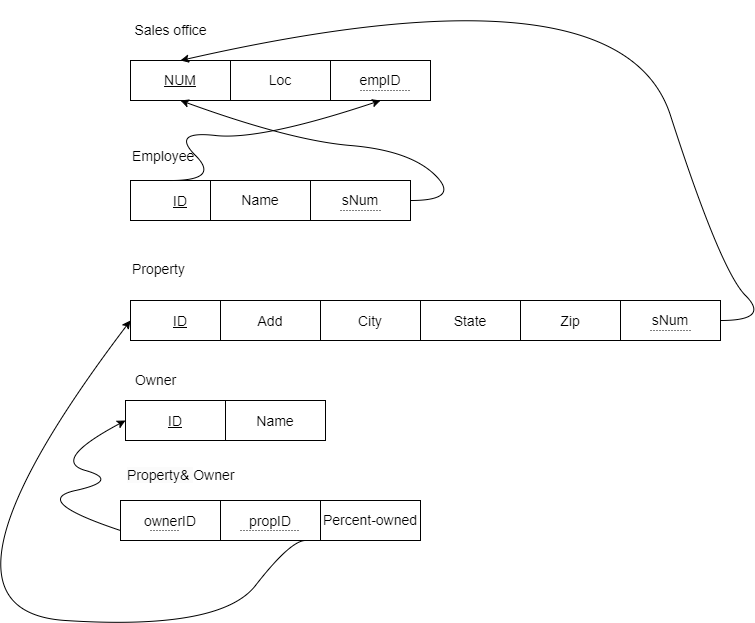 Sales office
NUM Loc empID
Employee
ID Name sNum
Property
ID Add City State Zip sNum
Owner
ID Name
Property& Owner
ownerID propID Percent-owned